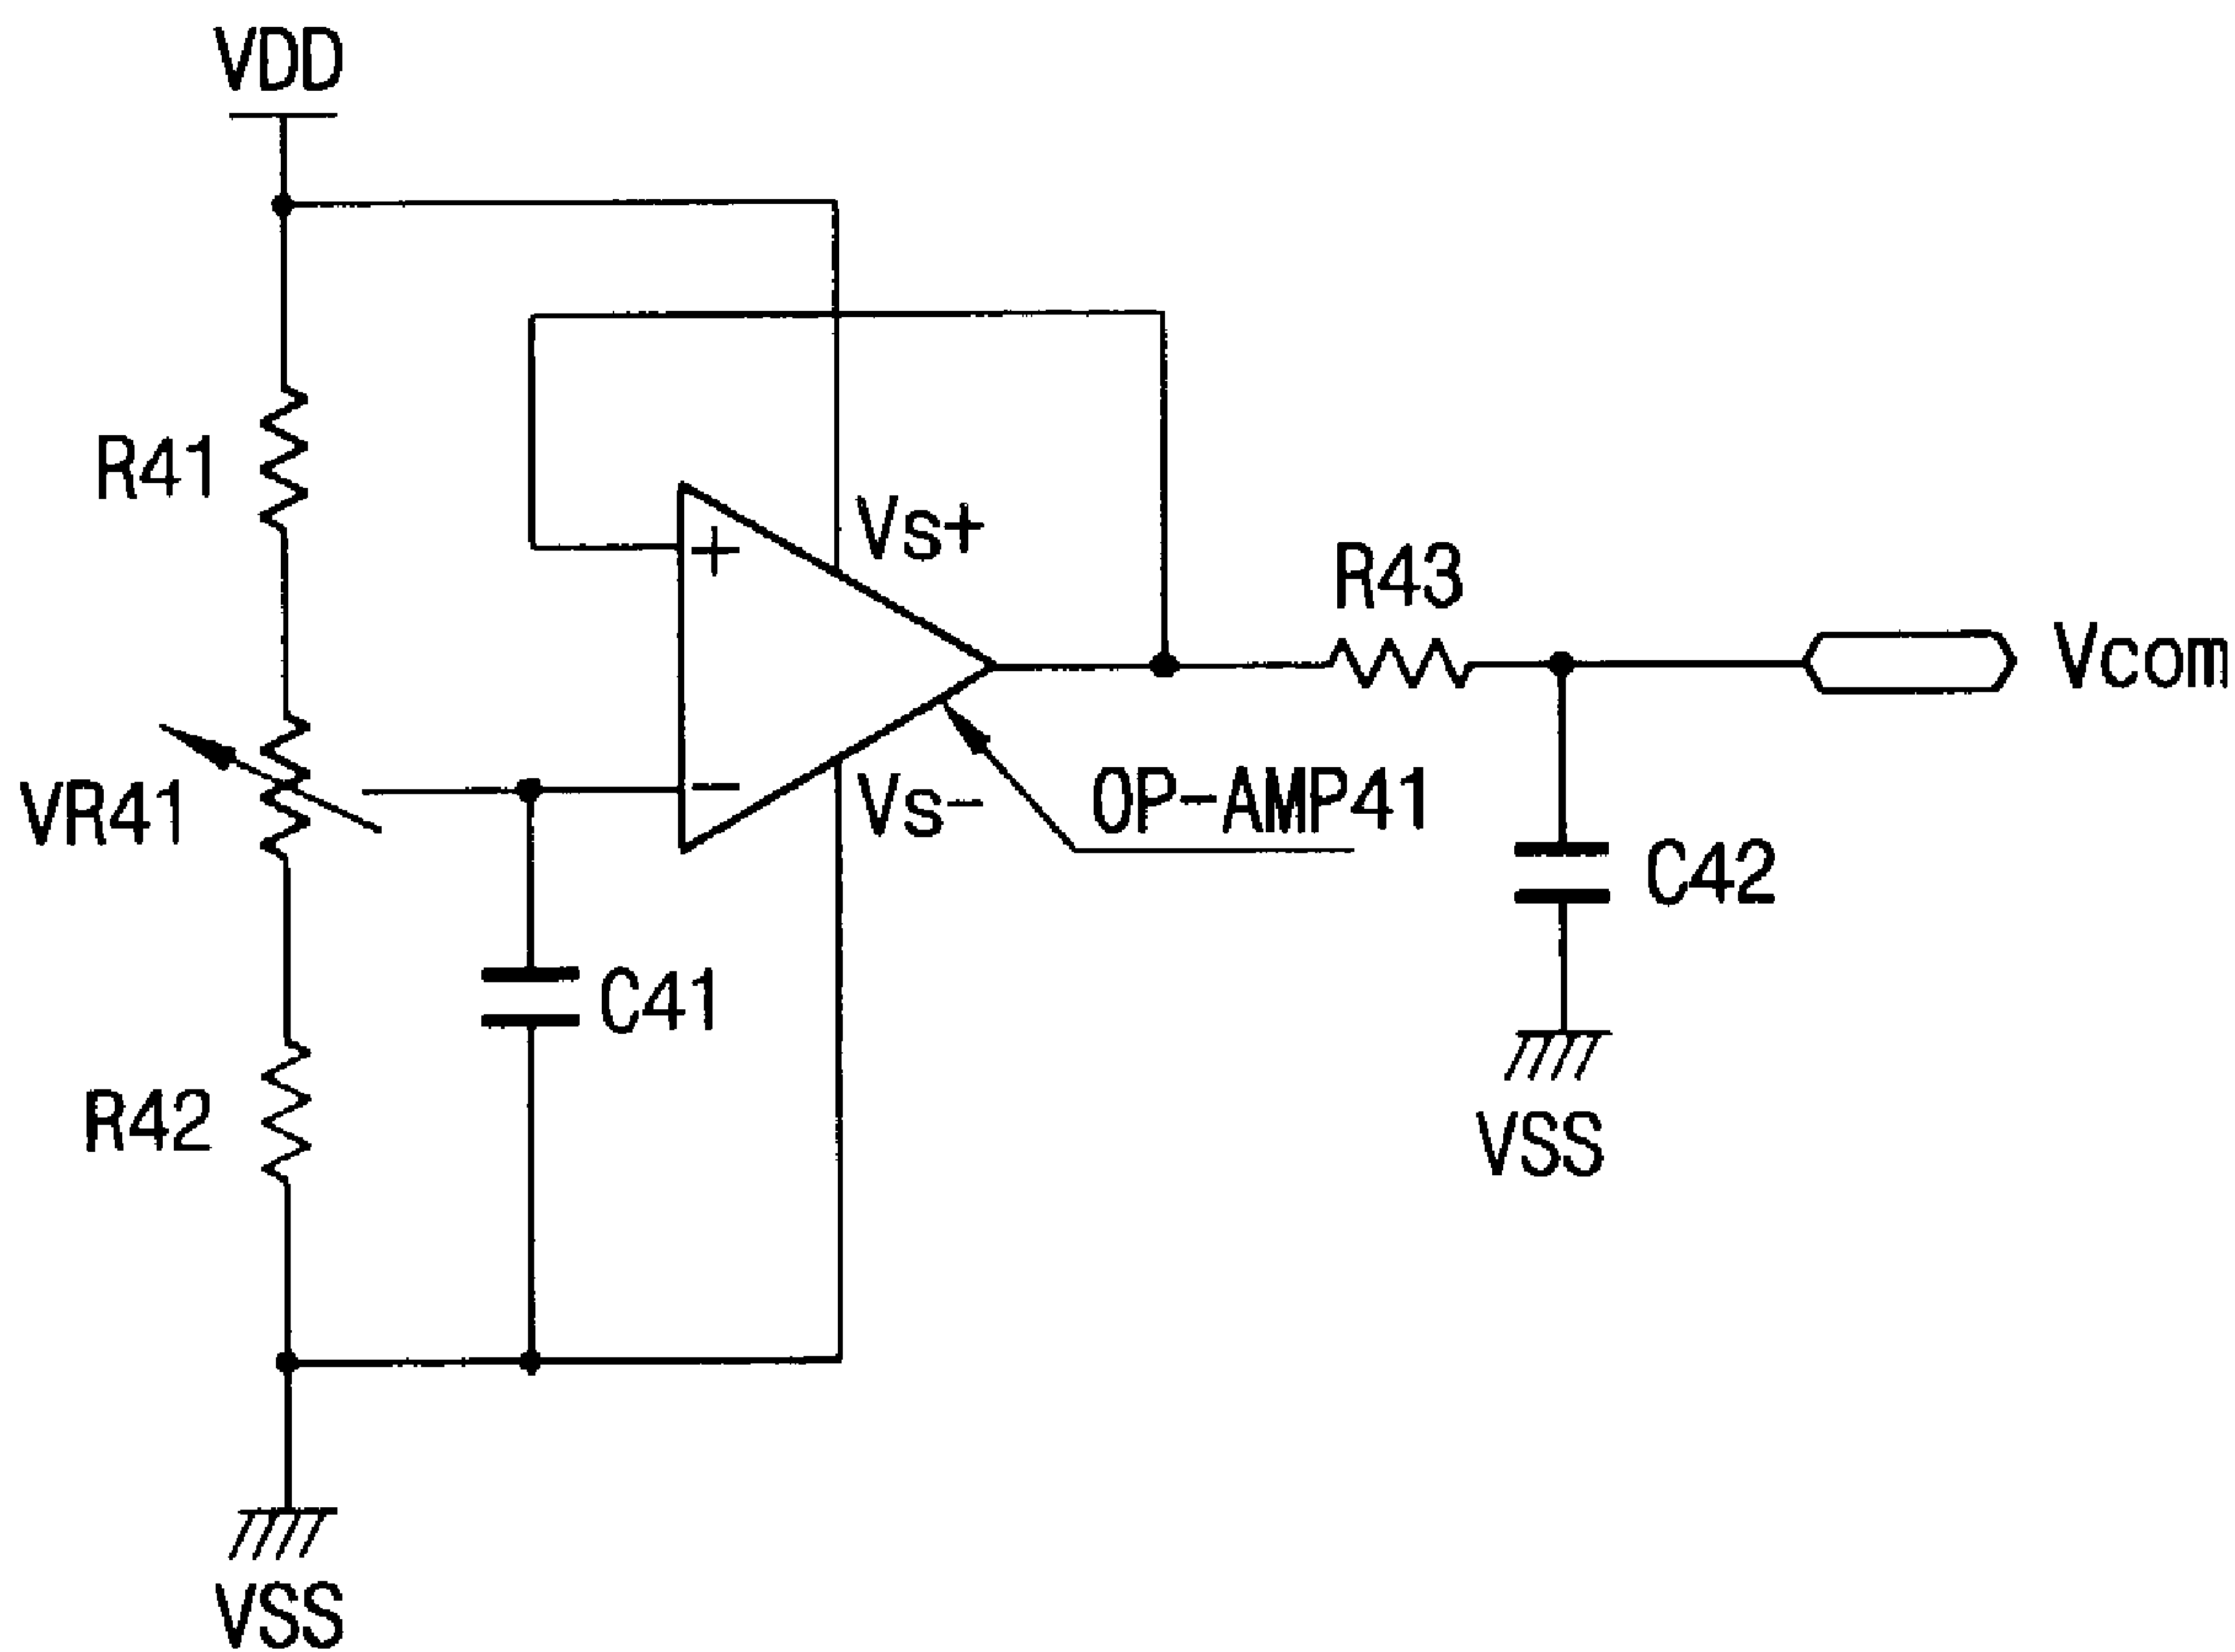 VDD
R41
+
Vs+
R43
Vcom
VR41
-
Vs-
OP-AMP41
C42
C41
R42
VSS
VSS